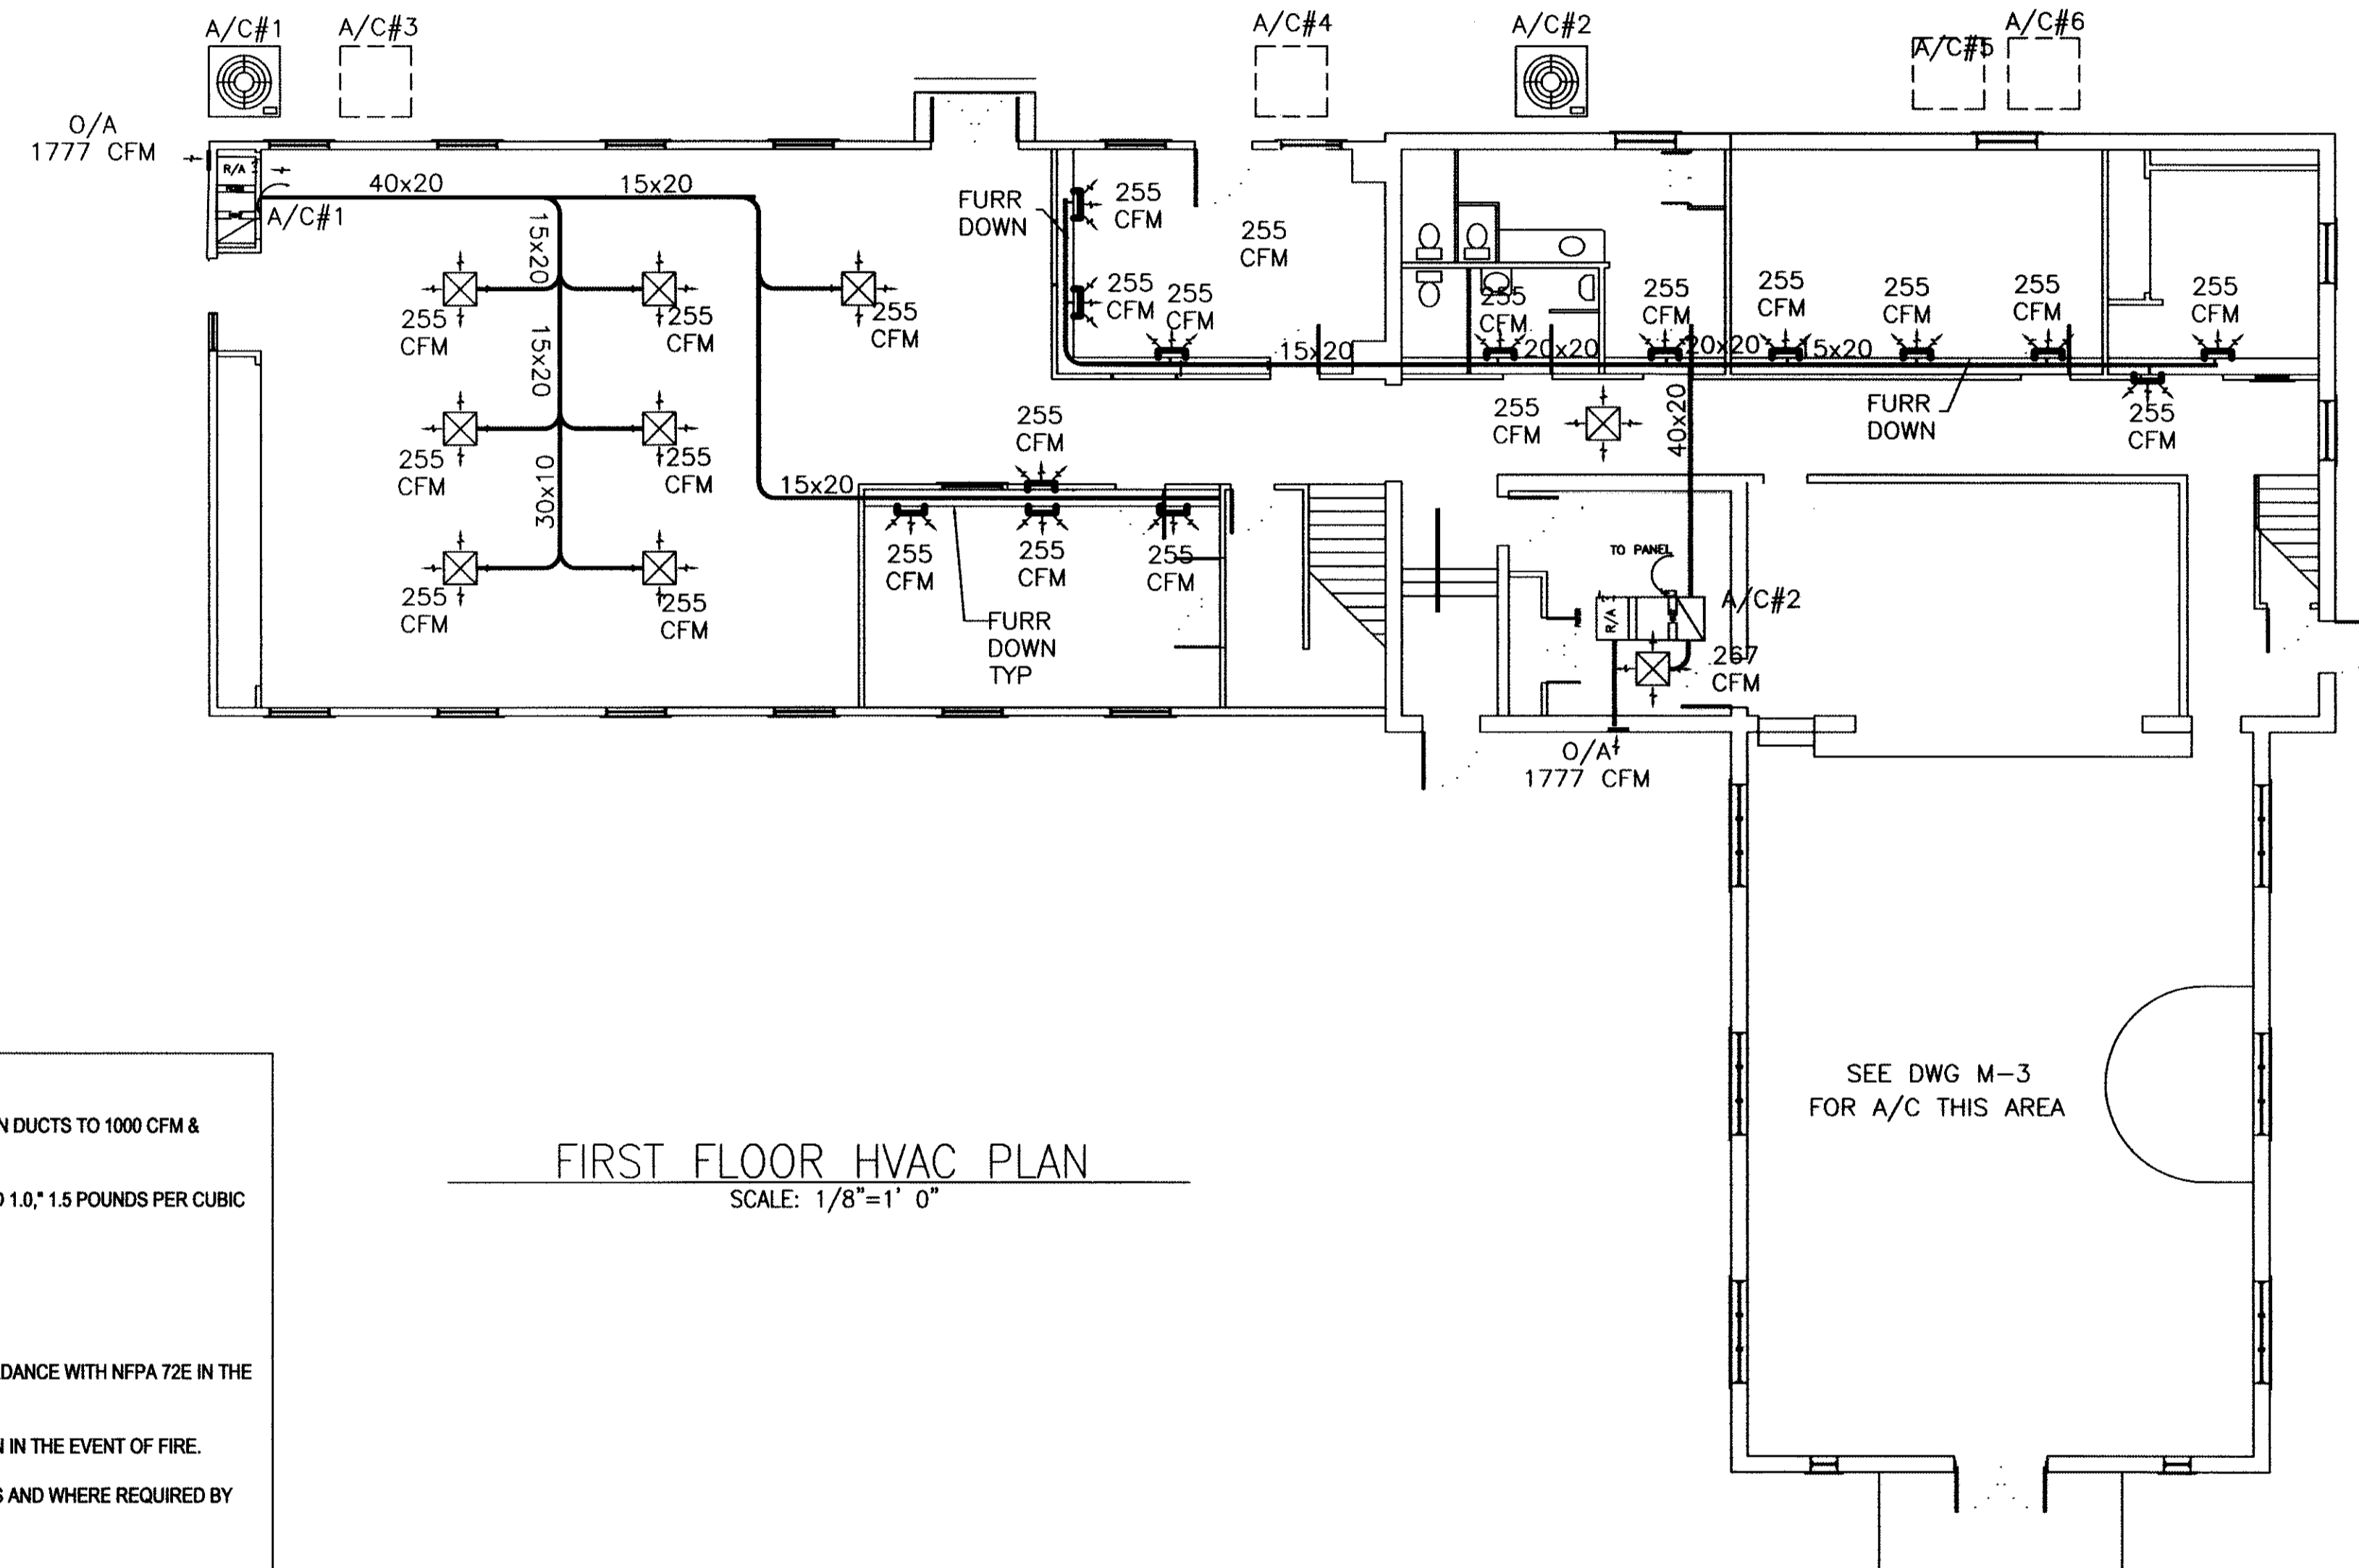 A/C#1
A/C#3
A/C#4
A/C#2
A/C#5
A/C#6
O/A
1777 CFM
R/A
A/C#1
40x20
15x20
15x20
15x20
30x10
255
CFM
255
CFM
255
CFM
255
CFM
255
CFM
255
CFM
255
CFM
15x20
255
CFM
255
CFM
255
CFM
255
CFM
FURR
DOWN
TYP
FURR
DOWN
255
CFM
255
CFM
255
CFM
255
CFM
15x20
255
CFM
20x20
255
CFM
20x20
255
CFM
15x20
255
CFM
255
CFM
255
CFM
FURR
DOWN
255
CFM
255
CFM
40x20
TO PANEL
R/A
A/C#2
267
CFM
O/A
1777 CFM
SEE DWG M-3
FOR A/C THIS AREA
FIRST FLOOR HVAC PLAN
SCALE: 1/8"=1' 0"
N DUCTS TO 1000 CFM &
1.0," 1.5 POUNDS PER CUBIC
DANCE WITH NFPA 72E IN THE
N IN THE EVENT OF FIRE.
S AND WHERE REQUIRED BY